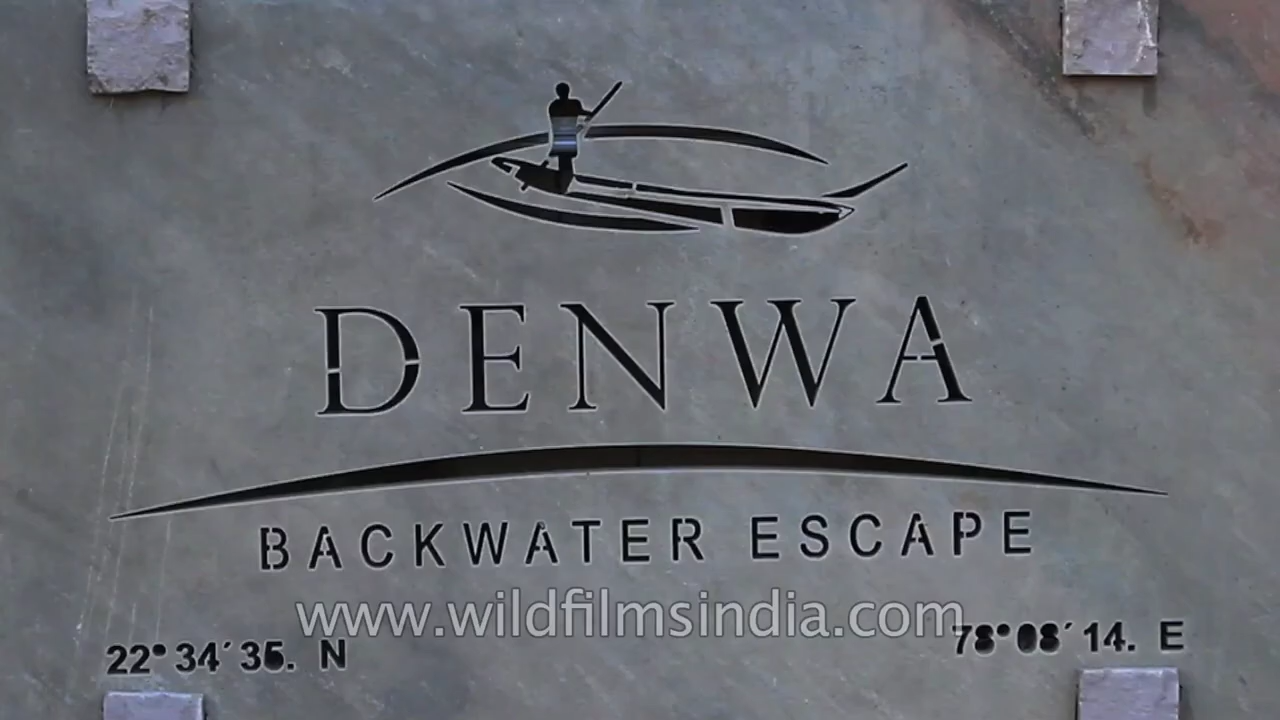 DENWA
BACKWATER ESCAPE
www.wildfilmsindia.com
22° 34′ 35. N
78° 08′ 14. E